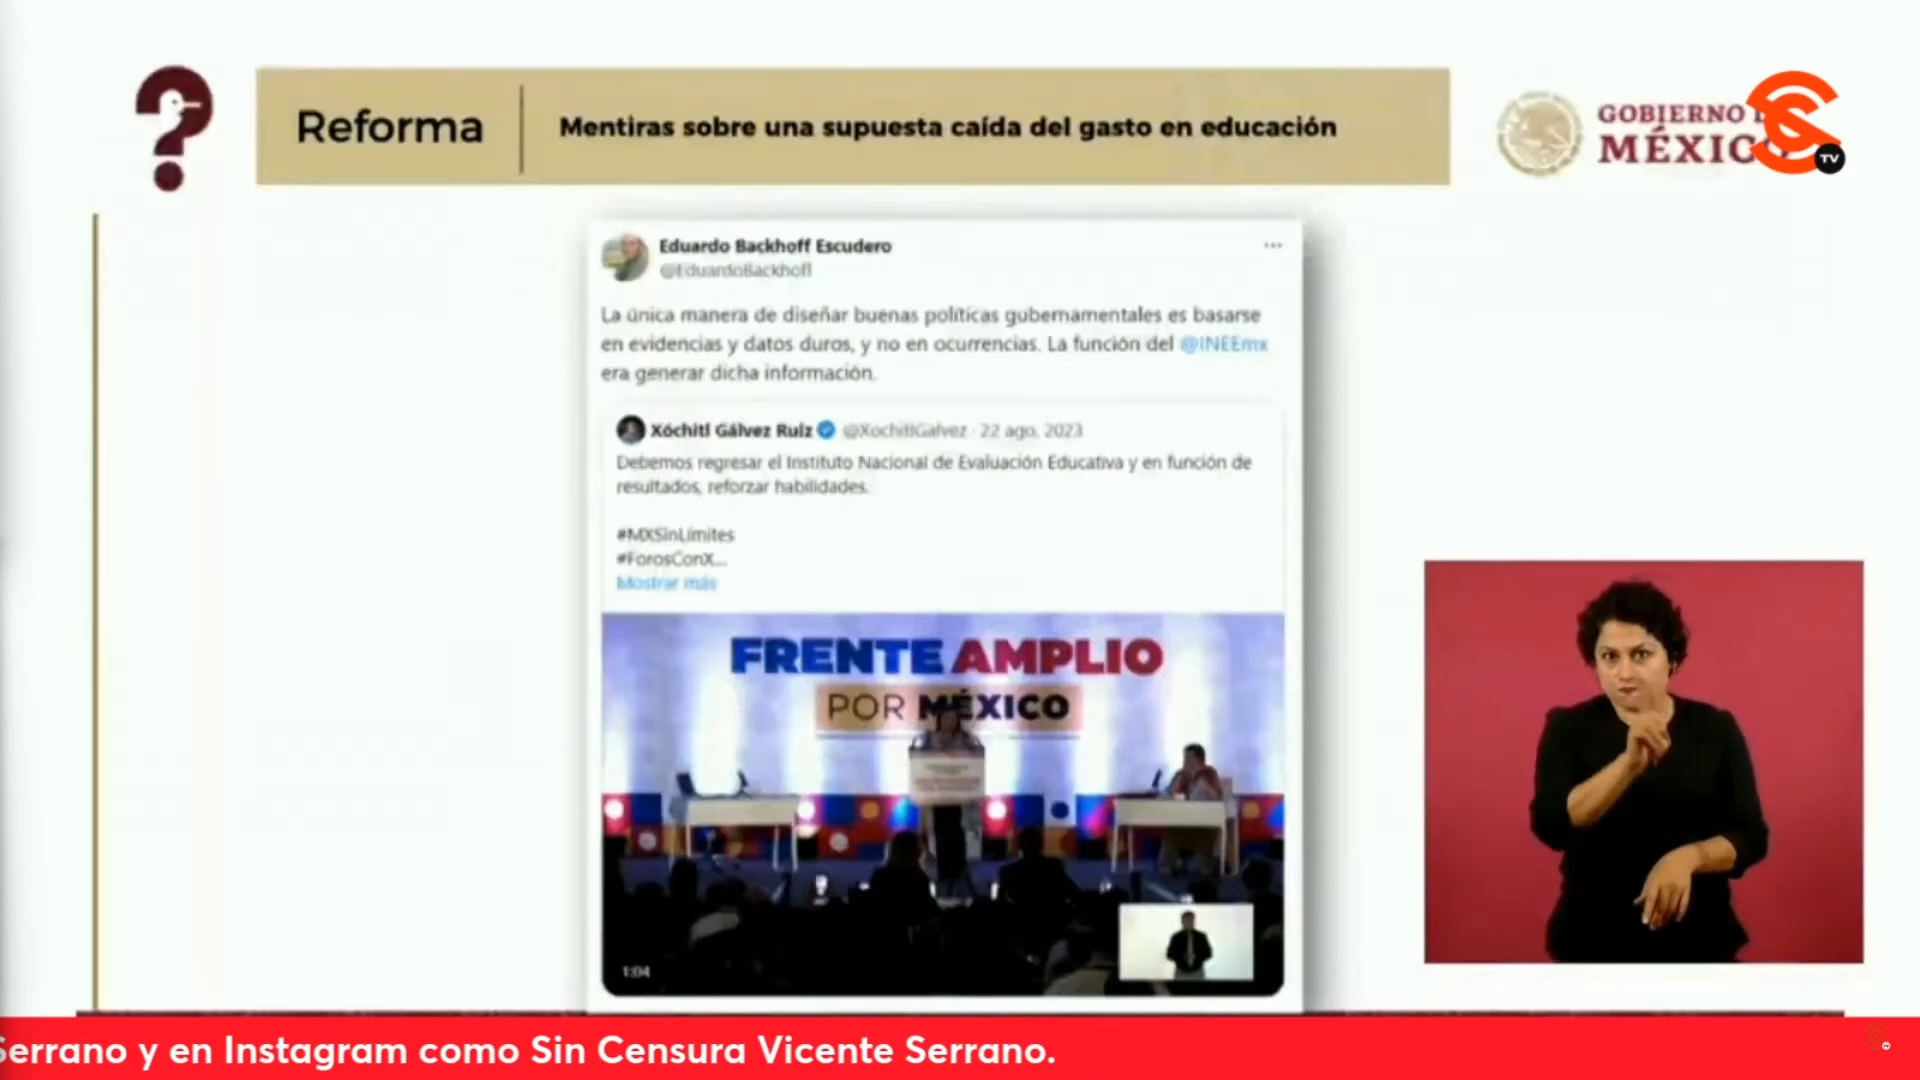 Reforma
Mentiras sobre una supuesta caída del gasto en educación
GOBIERNO
MÉXICO
TV
Eduardo Backhoff Escudero
@EduardoBackhoff
La única manera de diseñar buenas políticas gubernamentales es basarse
en evidencias y datos duros, y no en ocurrencias. La función del @INEEmx
era generar dicha información.
Xóchitl Gálvez Ruiz @XochitlGalvez · 22 ago. 2023
Debemos regresar el Instituto Nacional de Evaluación Educativa y en función de
resultados, reforzar habilidades.
#MXSinLímites
#ForosConX...
Mostrar más
FRENTE AMPLIO
POR MÉXICO
1:04
Serrano y en Instagram como Sin Censura Vicente Serrano.